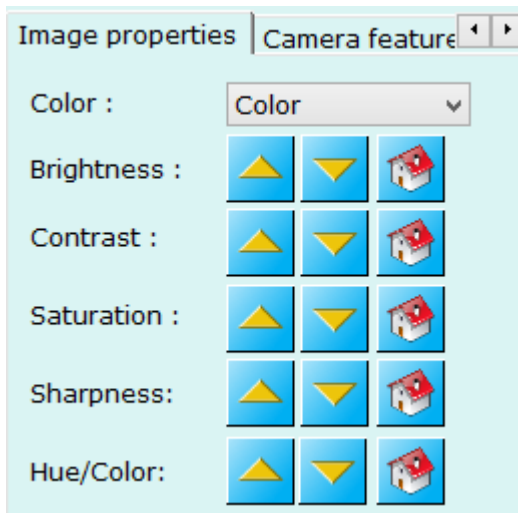 Image properties Camera feature
Color : Color
Brightness :
Contrast :
Saturation :
Sharpness:
Hue/Color: